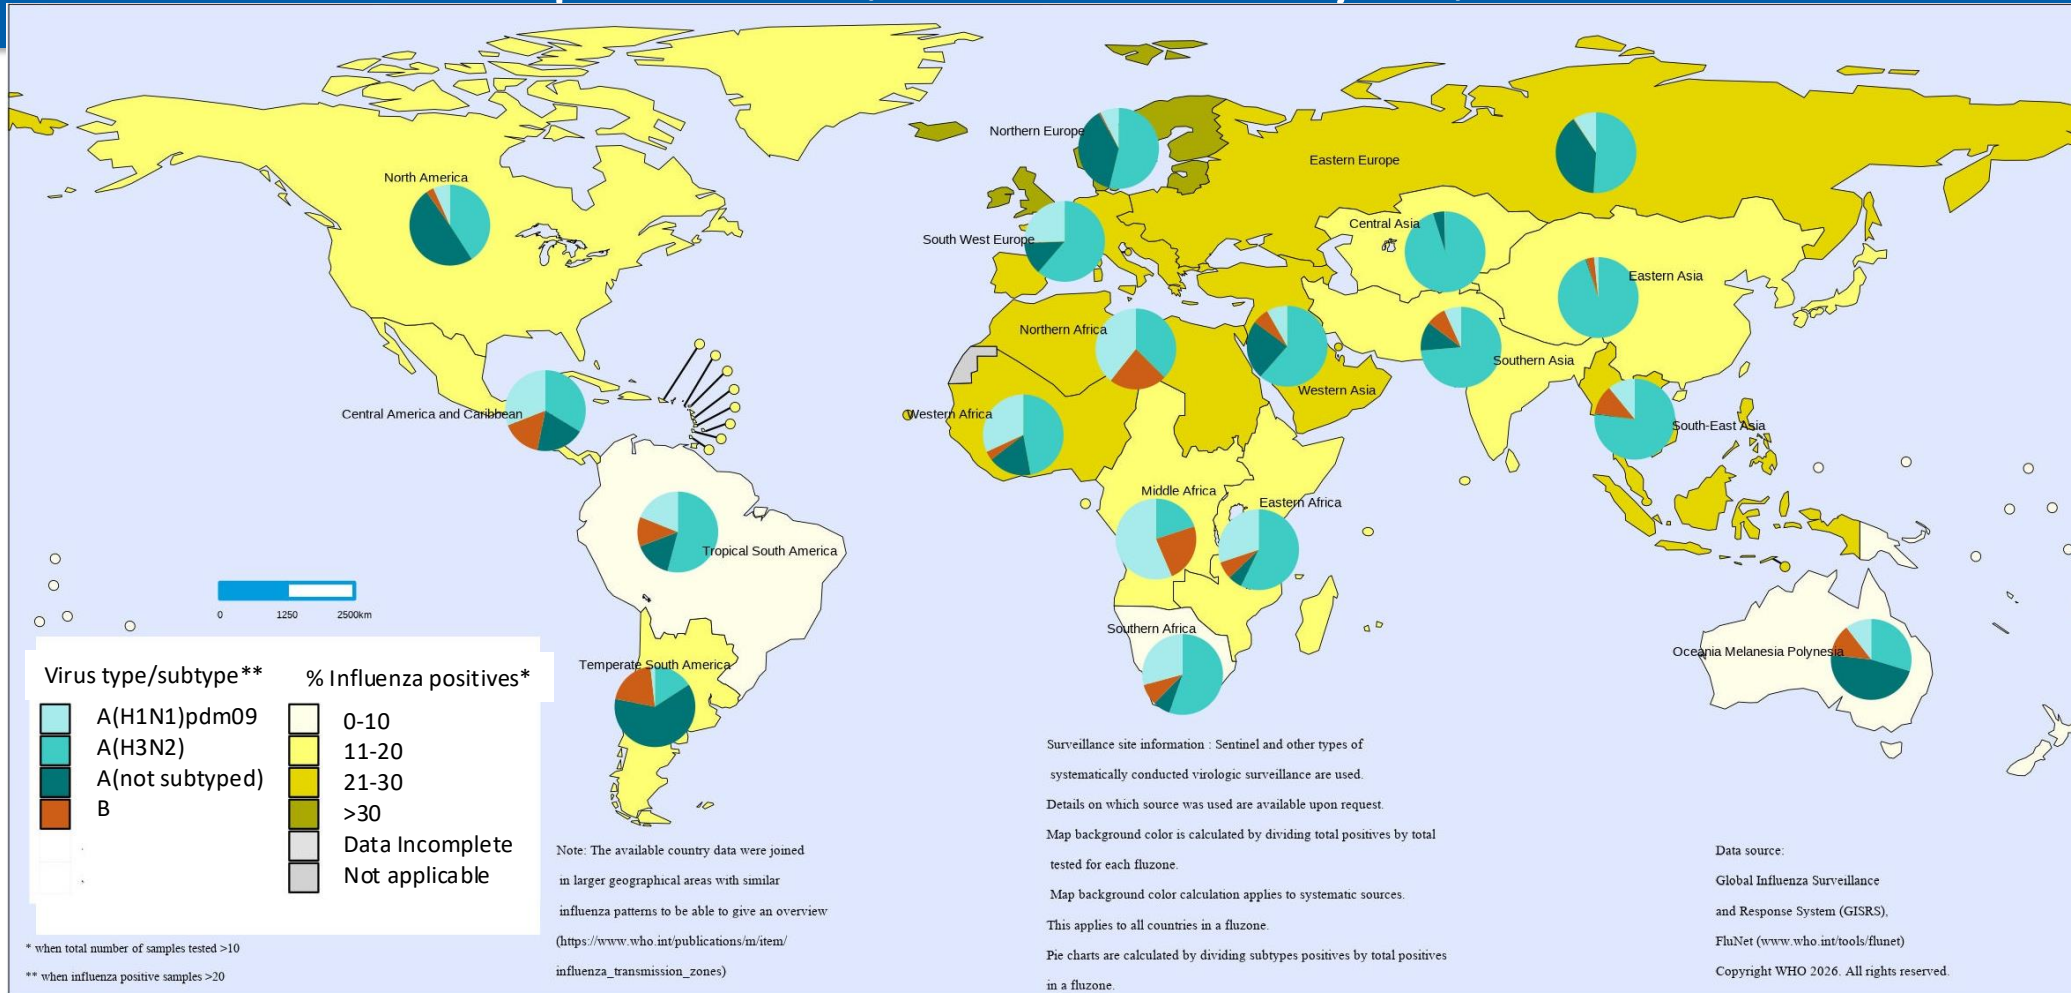 Northern Europe
Eastern Europe
North America
Central Asia
South West Europe
Eastern Asia
Northern Africa
Southern Asia
Western Asia
Central America and Caribbean
Western Africa
South-East Asia
Middle Africa
Eastern Africa
Tropical South America
0 1250 2500km
Southern Africa
Temperate South America
Oceania Melanesia Polynesia
Virus type/subtype**
A(H1N1)pdm09
A(H3N2)
A(not subtyped)
B
% Influenza positives*
0-10
11-20
21-30
>30
Data Incomplete
Not applicable
* when total number of samples tested >10
** when influenza positive samples >20
Note: The available country data were joined
in larger geographical areas with similar
influenza patterns to be able to give an overview
(https://www.who.int/publications/m/item/
influenza_transmission_zones)
Surveillance site information : Sentinel and other types of
systematically conducted virologic surveillance are used.
Details on which source was used are available upon request.
Map background color is calculated by dividing total positives by total
tested for each fluzone.
Map background color calculation applies to systematic sources.
This applies to all countries in a fluzone.
Pie charts are calculated by dividing subtypes positives by total positives
in a fluzone.
Data source:
Global Influenza Surveillance
and Response System (GISRS),
FluNet (www.who.int/tools/flunet)
Copyright WHO 2026. All rights reserved.